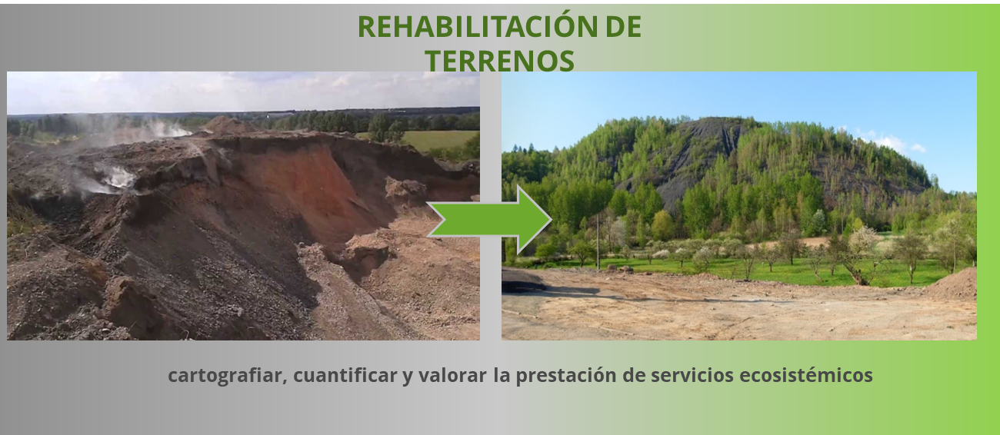 REHABILITACIÓN DE
TERRENOS
cartografiar, cuantificar y valorar la prestación de servicios ecosistémicos